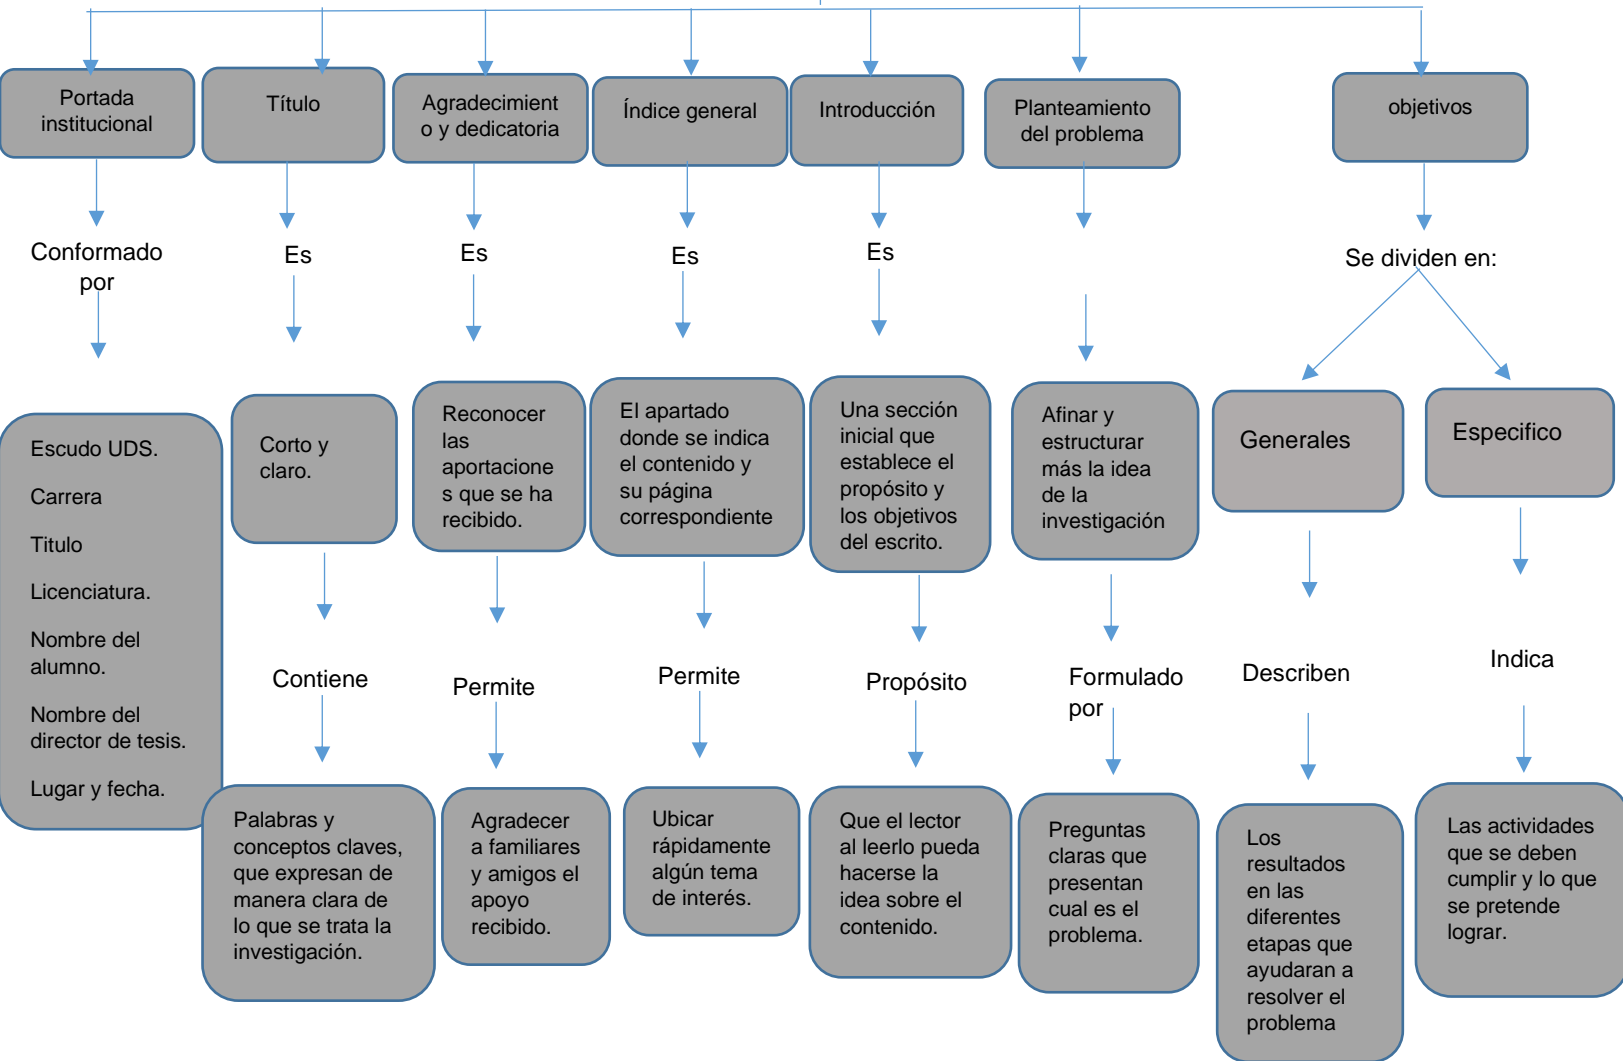 Portada
institucional
Título
Agradecimient
o y dedicatoria
Índice general
Introducción
Planteamiento
del problema
objetivos
Conformado
por
Es
Es
Es
Es
Se dividen en:
Escudo UDS.
Carrera
Titulo
Licenciatura.
Nombre del
alumno.
Nombre del
director de tesis.
Lugar y fecha.
Corto y
claro.
Reconocer
las
aportacione
s que se ha
recibido.
El apartado
donde se indica
el contenido y
su página
correspondiente
Una sección
inicial que
establece el
propósito y
los objetivos
del escrito.
Afinar y
estructurar
más la idea
de la
investigación
Generales
Especifico
Contiene
Permite
Permite
Propósito
Formulado
por
Describen
Indica
Palabras y
conceptos claves,
que expresan de
manera clara de
lo que se trata la
investigación.
Agradecer
a familiares
y amigos el
apoyo
recibido.
Ubicar
rápidamente
algún tema
de interés.
Que el lector
al leerlo pueda
hacerse la
idea sobre el
contenido.
Preguntas
claras que
presentan
cual es el
problema.
Los
resultados
en las
diferentes
etapas que
ayudaran a
resolver el
problema
Las actividades
que se deben
cumplir y lo que
se pretende
lograr.